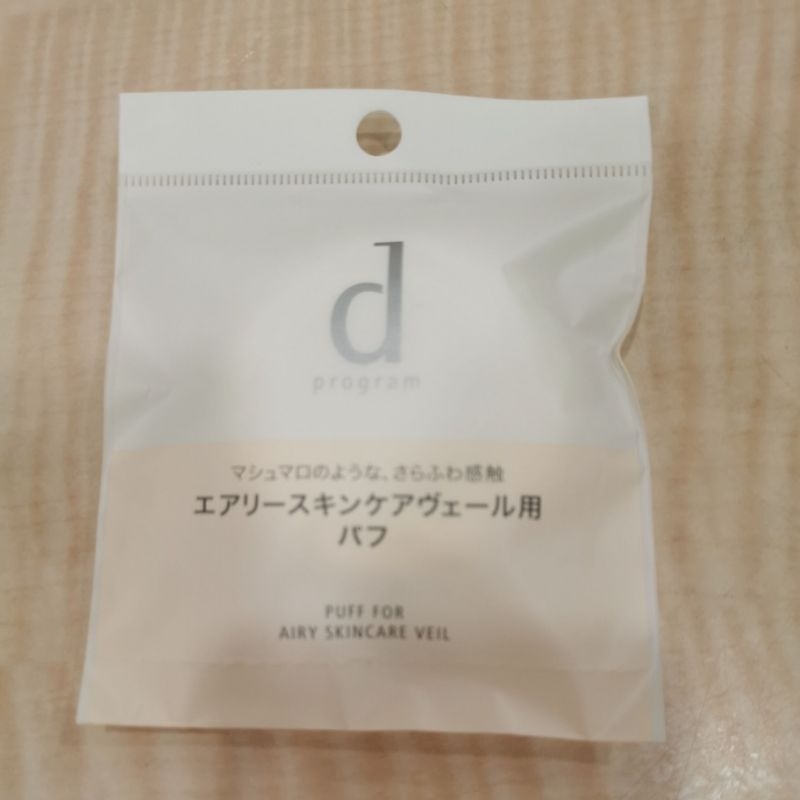 d
program
マシュマロのような、さらふわ感触
エアリースキンケアヴェール用
パフ
PUFF FOR
AIRY SKINCARE VEIL